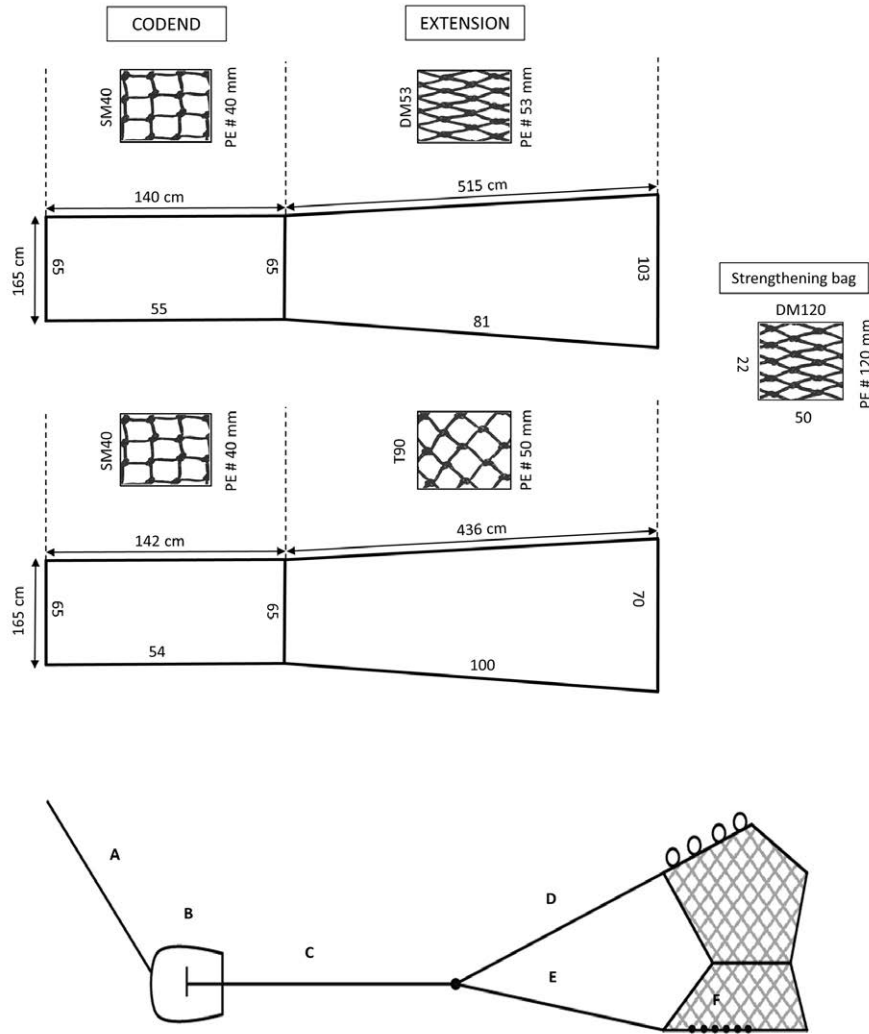 CODEND
EXTENSION
SM40
PE # 40 mm
DM53
PE # 53 mm
140 cm
515 cm
165 cm
65
65
103
55
81
Strengthening bag
DM120
22
PE # 120 mm
50
SM40
PE # 40 mm
T90
PE # 50 mm
142 cm
436 cm
165 cm
65
65
70
54
100
A
B
C
D
E
F